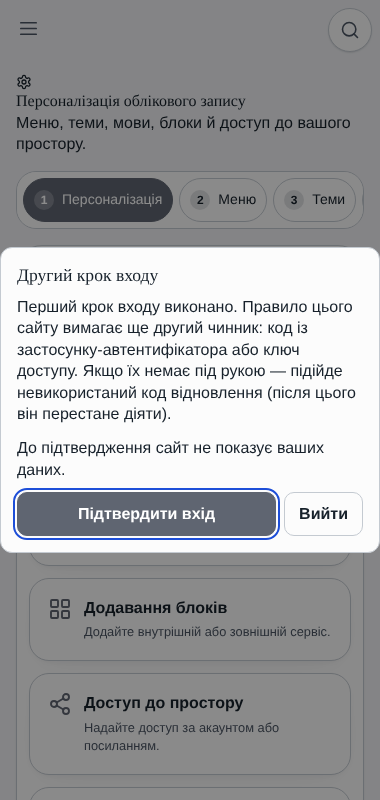 Персоналізація облікового запису
Меню, теми, мови, блоки й доступ до вашого
простору.
1 Персоналізація
2 Меню
3 Теми
Другий крок входу
Перший крок входу виконано. Правило цього
сайту вимагає ще другий чинник: код із
застосунку-автентифікатора або ключ
доступу. Якщо їх немає під рукою — підійде
невикористаний код відновлення (після цього
він перестане діяти).
До підтвердження сайт не показує ваших
даних.
Підтвердити вхід
Вийти
Додавання блоків
Додайте внутрішній або зовнішній сервіс.
Доступ до простору
Надайте доступ за акаунтом або
посиланням.